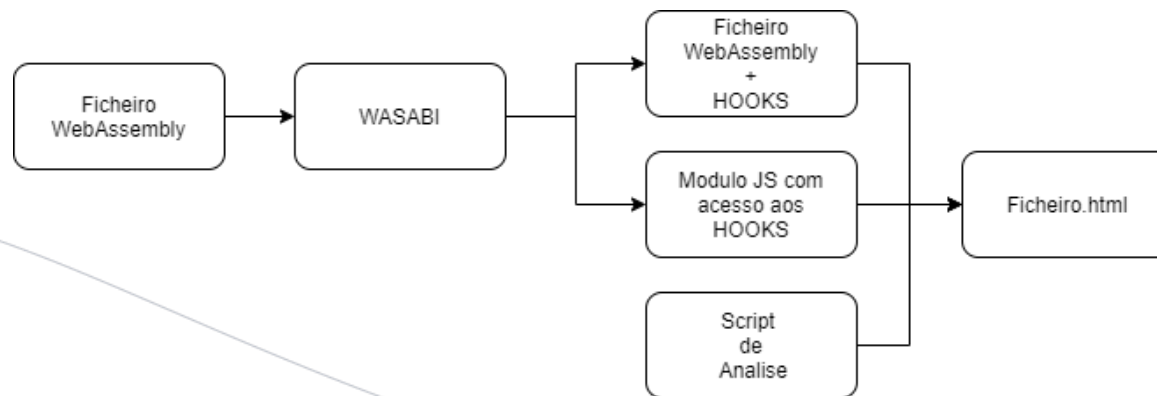 Ficheiro
WebAssembly
WASABI
Ficheiro
WebAssembly
+
HOOKS
Modulo JS com
acesso aos
HOOKS
Script
de
Analise
Ficheiro.html